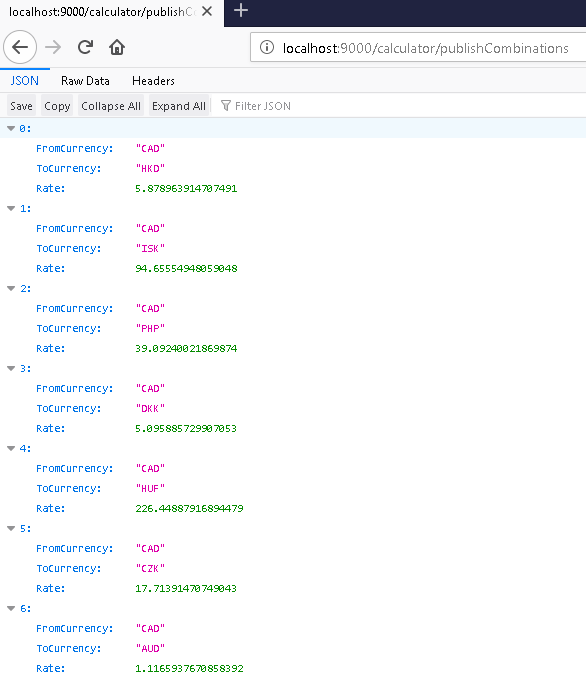 localhost:9000/calculator/publishCo
localhost:9000/calculator/publishCombinations
JSON Raw Data Headers
Save Copy Collapse All Expand All Filter JSON
0:
FromCurrency: "CAD"
ToCurrency: "HKD"
Rate: 5.878963914707491
1:
FromCurrency: "CAD"
ToCurrency: "ISK"
Rate: 94.65554948059048
2:
FromCurrency: "CAD"
ToCurrency: "PHP"
Rate: 39.09240021869874
3:
FromCurrency: "CAD"
ToCurrency: "DKK"
Rate: 5.095885729907053
4:
FromCurrency: "CAD"
ToCurrency: "HUF"
Rate: 226.44887916894479
5:
FromCurrency: "CAD"
ToCurrency: "CZK"
Rate: 17.71391470749043
6:
FromCurrency: "CAD"
ToCurrency: "AUD"
Rate: 1.1165937670858392